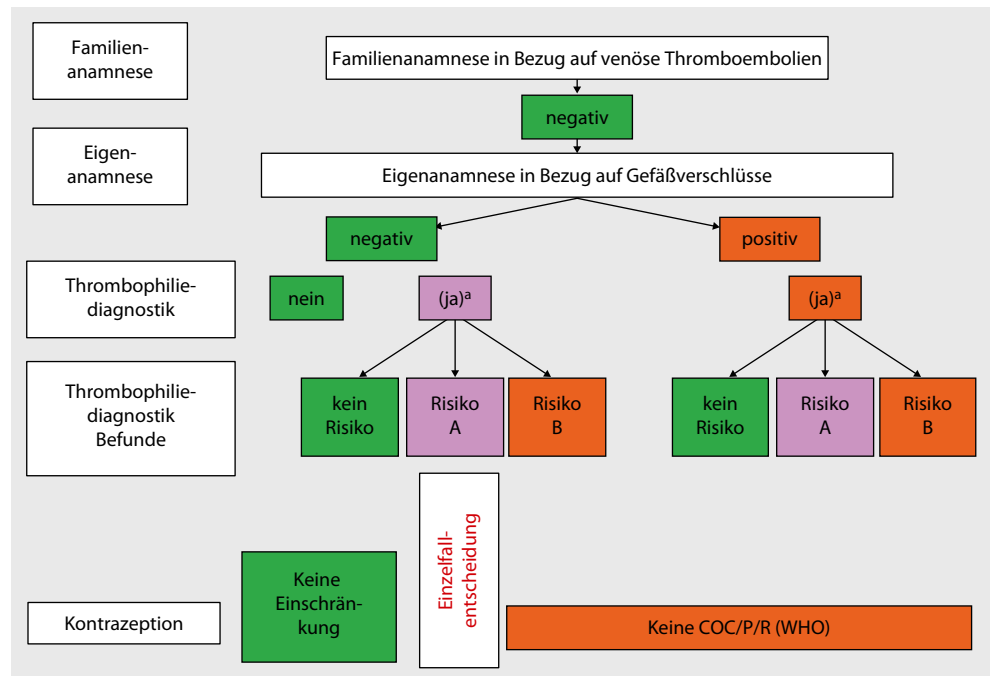 Familien-
anamnese
Familienanamnese in Bezug auf venöse Thromboembolien
negativ
Eigen-
anamnese
Eigenanamnese in Bezug auf Gefäßverschlüsse
negativ
positiv
Thrombophilie-
diagnostik
nein
(ja)ª
(ja)ª
Thrombophilie-
diagnostik
Befunde
kein
Risiko
Risiko
A
Risiko
B
kein
Risiko
Risiko
A
Risiko
B
Einzelfall-
entscheidung
Kontrazeption
Keine
Einschrän-
kung
Keine COC/P/R (WHO)